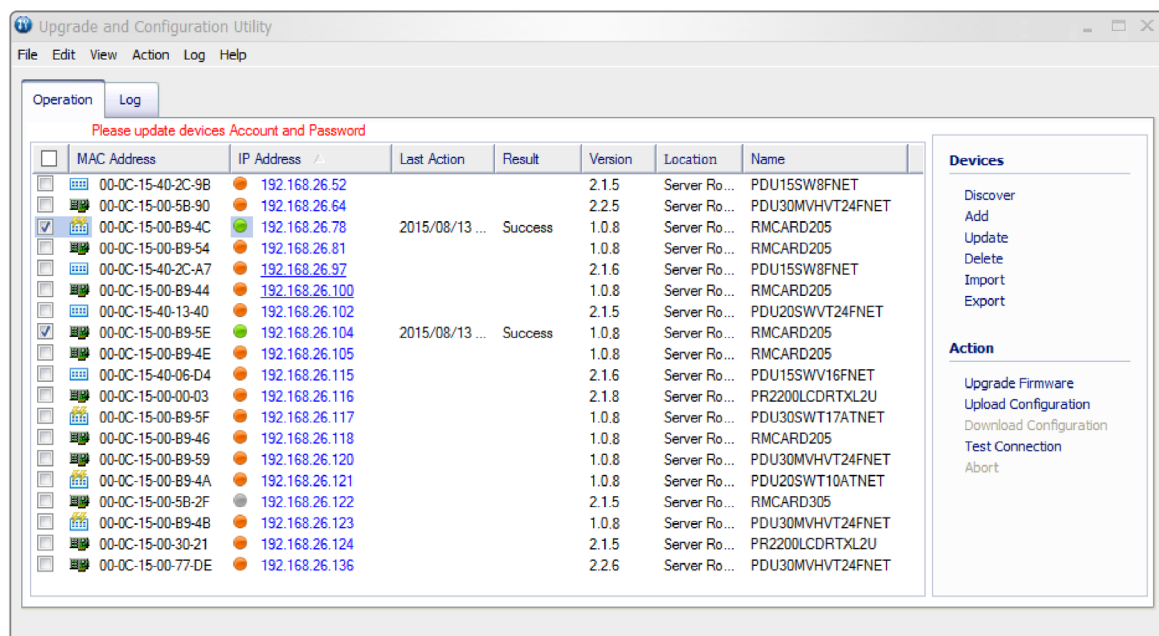 Upgrade and Configuration Utility
File Edit View Action Log Help
Operation Log
Please update devices Account and Password
MAC Address IP Address Last Action Result Version Location Name
00-0C-15-40-2C-9B 192.168.26.52 2.1.5 Server Ro... PDU15SW8FNET
00-0C-15-00-5B-90 192.168.26.64 2.2.5 Server Ro... PDU30MVHVT24FNET
00-0C-15-00-B9-4C 192.168.26.78 2015/08/13 ... Success 1.0.8 Server Ro... RMCARD205
00-0C-15-00-B9-54 192.168.26.81 1.0.8 Server Ro... RMCARD205
00-0C-15-40-2C-A7 192.168.26.97 2.1.6 Server Ro... PDU15SW8FNET
00-0C-15-00-B9-44 192.168.26.100 1.0.8 Server Ro... RMCARD205
00-0C-15-40-13-40 192.168.26.102 2.1.5 Server Ro... PDU20SWVT24FNET
00-0C-15-00-B9-5E 192.168.26.104 2015/08/13 ... Success 1.0.8 Server Ro... RMCARD205
00-0C-15-00-B9-4E 192.168.26.105 1.0.8 Server Ro... RMCARD205
00-0C-15-40-06-D4 192.168.26.115 2.1.6 Server Ro... PDU15SWV16FNET
00-0C-15-00-00-03 192.168.26.116 2.1.8 Server Ro... PR2200LCDRTXL2U
00-0C-15-00-B9-5F 192.168.26.117 1.0.8 Server Ro... PDU30SWT17ATNET
00-0C-15-00-B9-46 192.168.26.118 1.0.8 Server Ro... RMCARD205
00-0C-15-00-B9-59 192.168.26.120 1.0.8 Server Ro... PDU30MVHVT24FNET
00-0C-15-00-B9-4A 192.168.26.121 1.0.8 Server Ro... PDU20SWT10ATNET
00-0C-15-00-5B-2F 192.168.26.122 2.1.5 Server Ro... RMCARD305
00-0C-15-00-B9-4B 192.168.26.123 1.0.8 Server Ro... PDU30MVHVT24FNET
00-0C-15-00-30-21 192.168.26.124 2.1.5 Server Ro... PR2200LCDRTXL2U
00-0C-15-00-77-DE 192.168.26.136 2.2.6 Server Ro... PDU30MVHVT24FNET
Devices
Discover
Add
Update
Delete
Import
Export
Action
Upgrade Firmware
Upload Configuration
Download Configuration
Test Connection
Abort